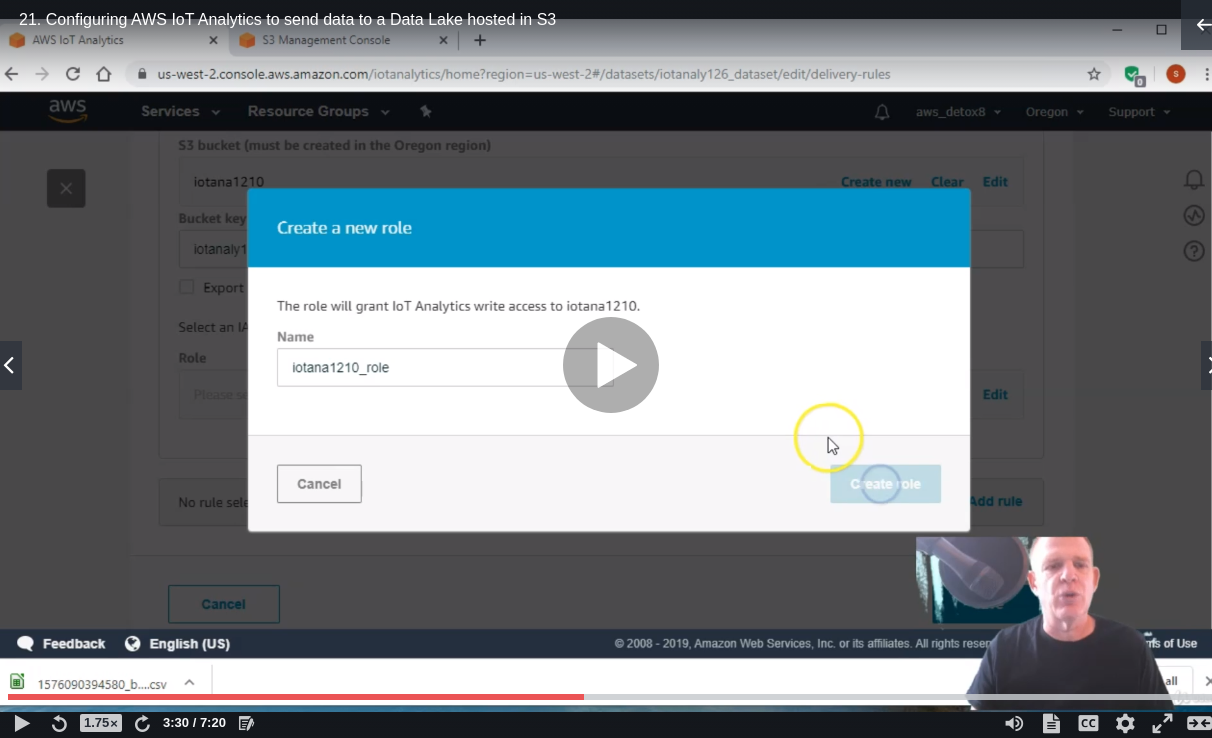 21. Configuring AWS IoT Analytics to send data to a Data Lake hosted in S3
AWS IoT Analytics
S3 Management Console
us-west-2.console.aws.amazon.com/iotanalytics/home?region=us-west-2#/datasets/iotanaly126_dataset/edit/delivery-rules
0
S
aws
Services
Resource Groups
aws_detox8
Oregon
Support
S3 bucket (must be created in the Oregon region)
iotana1210
Create new
Clear
Edit
Bucket key
iotanaly1
Export
Select an IA
Role
Please se
Edit
Create a new role
The role will grant IoT Analytics write access to iotana1210.
Name
iotana1210_role
Cancel
Create role
No rule sele
Add rule
Cancel
Feedback
English (US)
© 2008 - 2019, Amazon Web Services, Inc. or its affiliates. All rights reser
ms of Use
1576090394580_b....csv
all
1.75×
3:30 / 7:20
CC